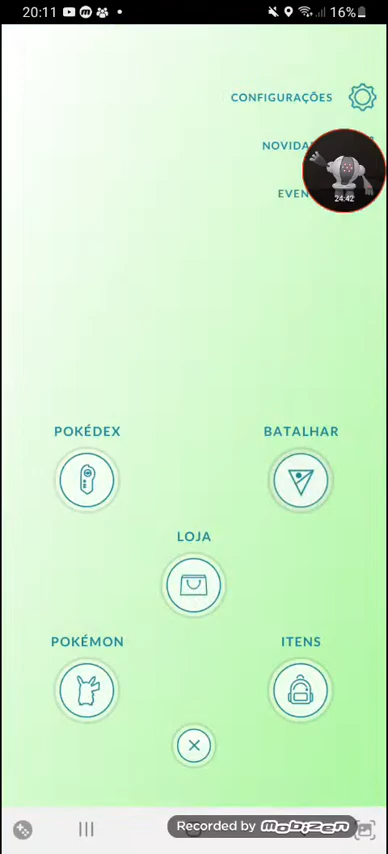 20:11
16%
CONFIGURAÇÕES
24:42
POKÉDEX
BATALHAR
LOJA
POKÉMON
ITENS
Recorded by MOBIZEN